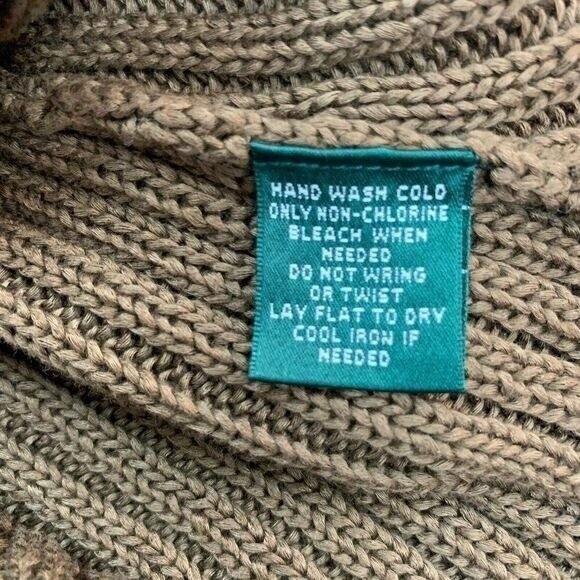 HAND WASH COLD
ONLY NON-CHLORINE
BLEACH WHEN
NEEDED
DO NOT WRING
OR TWIST
LAY FLAT TO DRY
COOL IRON IF
NEEDED